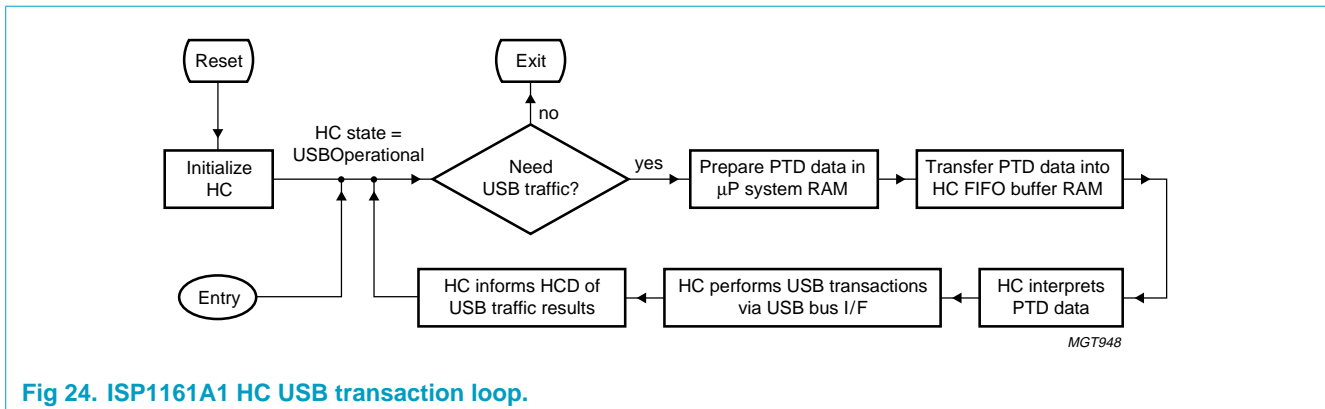 Reset
Exit
no
HC state =
USBOperational
Initialize
HC
Need
USB traffic?
yes
Prepare PTD data in
µP system RAM
Transfer PTD data into
HC FIFO buffer RAM
Entry
HC informs HCD of
USB traffic results
HC performs USB transactions
via USB bus I/F
HC interprets
PTD data
MGT948
Fig 24. ISP1161A1 HC USB transaction loop.